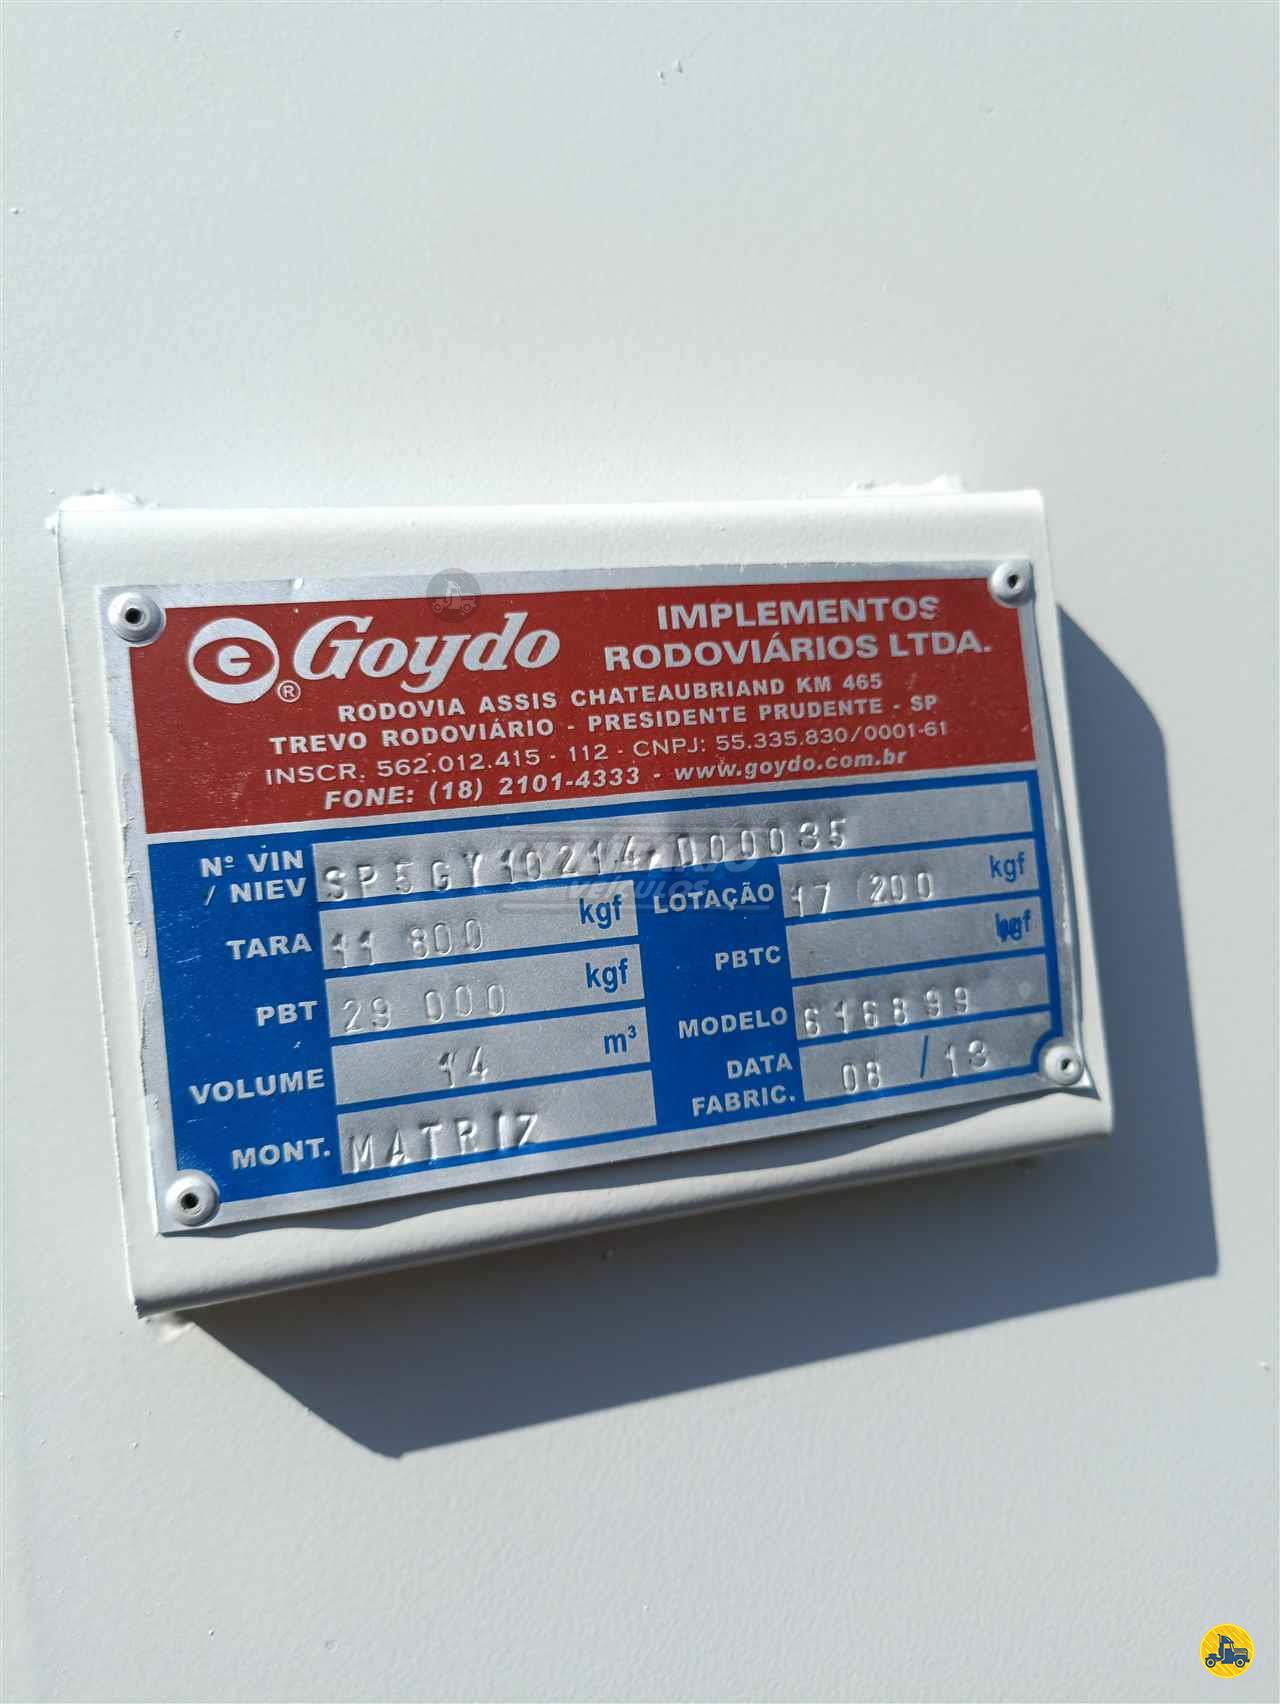 Goydo
®
IMPLEMENTOS
RODOVIÁRIOS LTDA.
RODOVIA ASSIS CHATEAUBRIAND KM 465
TREVO RODOVIÁRIO - PRESIDENTE PRUDENTE - SP
INSCR. 562.012.415 - 112 - CNPJ: 55.335.830/0001-61
FONE: (18) 2101-4333 - www.goydo.com.br
Nº VIN / NIEV
TARA 11 800 kgf
LOTAÇÃO 17 200 kgf
PBT 29 000 kgf
PBTC kgf
VOLUME 14 m³
MODELO 616899
MONT. MATRIZ
DATA FABRIC. 08 / 13
VEÍCULOS